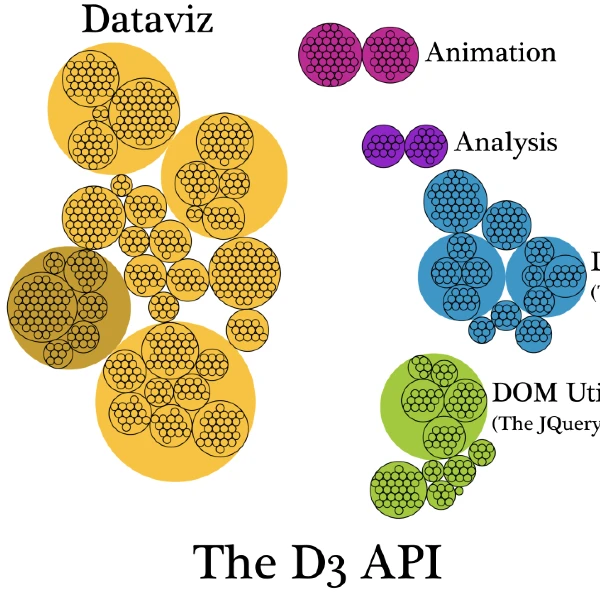 Dataviz
Animation
Analysis
DOM Uti
(The JQuery
The D3 API